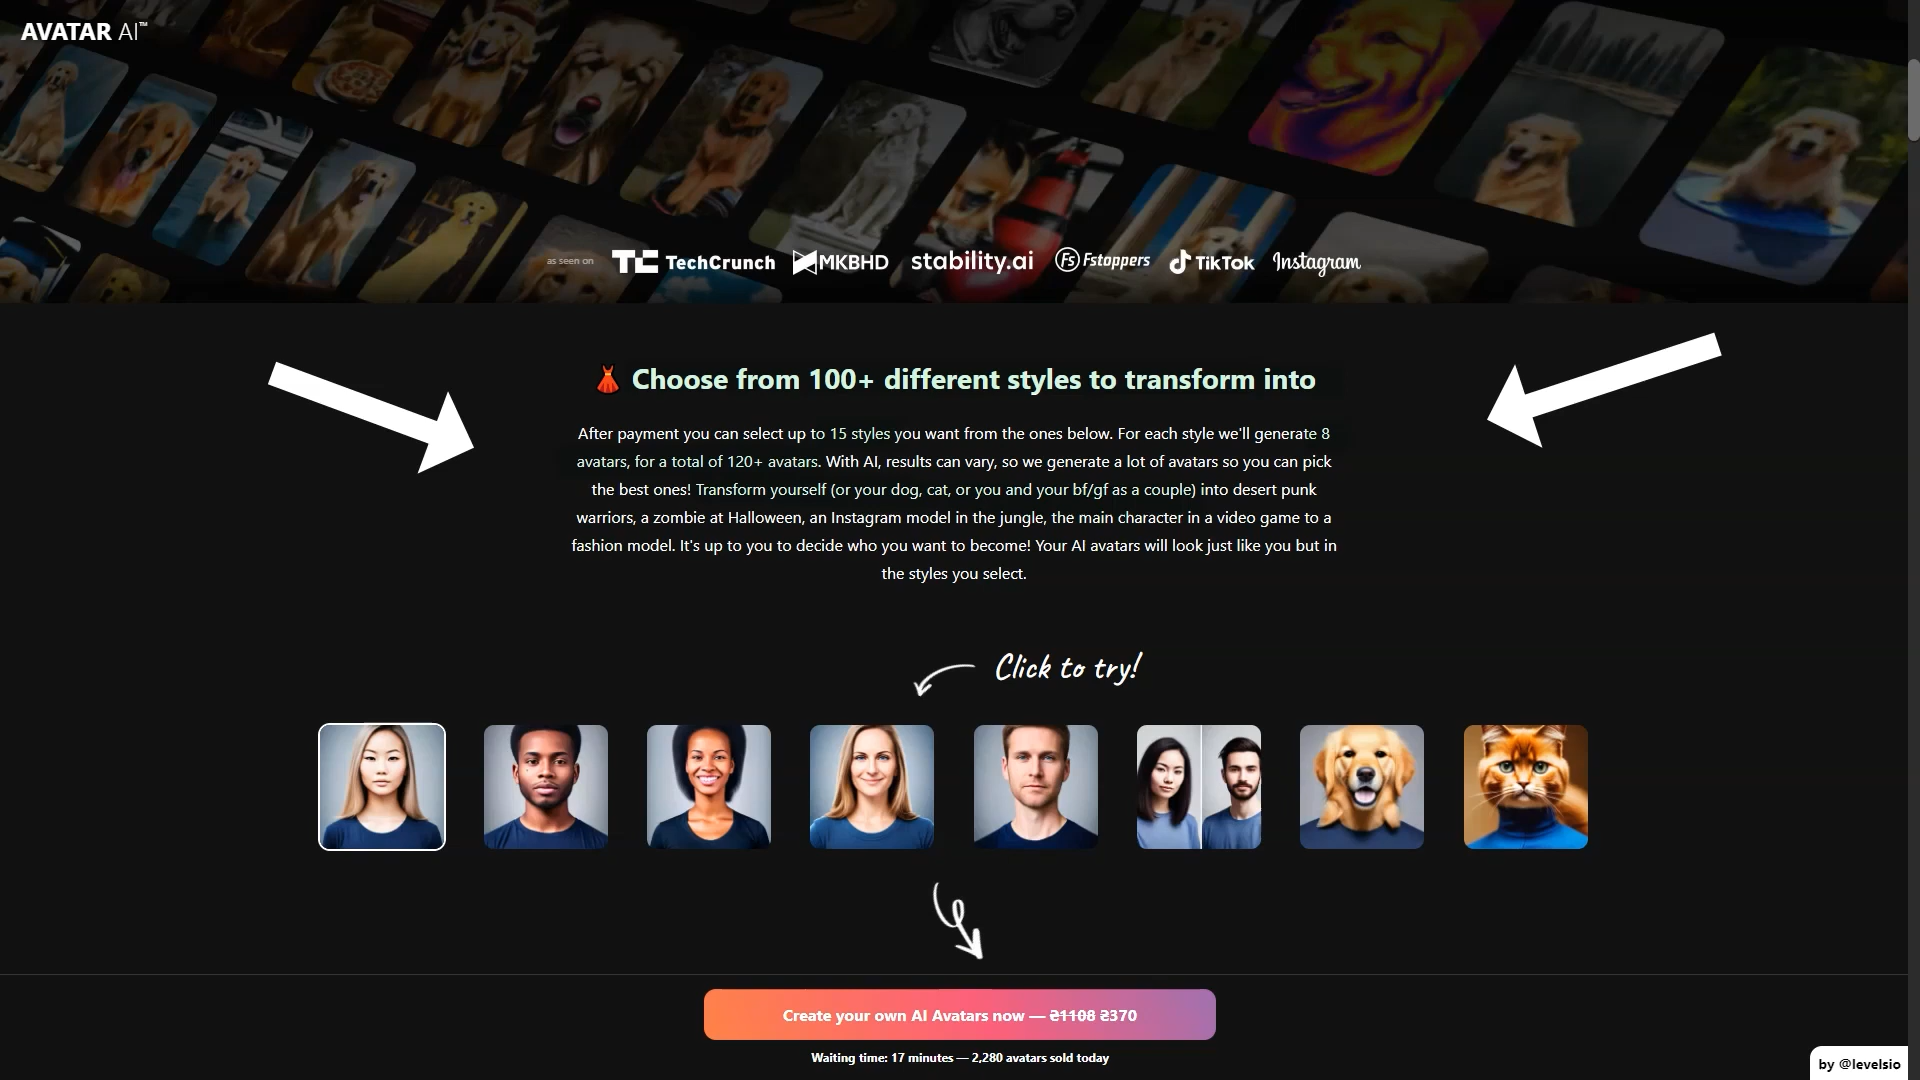 AVATAR AI™
as seen on TechCrunch MKBHD stability.ai Fs Fstoppers TikTok Instagram
Choose from 100+ different styles to transform into
After payment you can select up to 15 styles you want from the ones below. For each style we'll generate 8
avatars, for a total of 120+ avatars. With AI, results can vary, so we generate a lot of avatars so you can pick
the best ones! Transform yourself (or your dog, cat, or you and your bf/gf as a couple) into desert punk
warriors, a zombie at Halloween, an Instagram model in the jungle, the main character in a video game to a
fashion model. It's up to you to decide who you want to become! Your AI avatars will look just like you but in
the styles you select.
Click to try!
Create your own AI Avatars now — ₴1108 ₴370
Waiting time: 17 minutes — 2,280 avatars sold today
by @levelsio